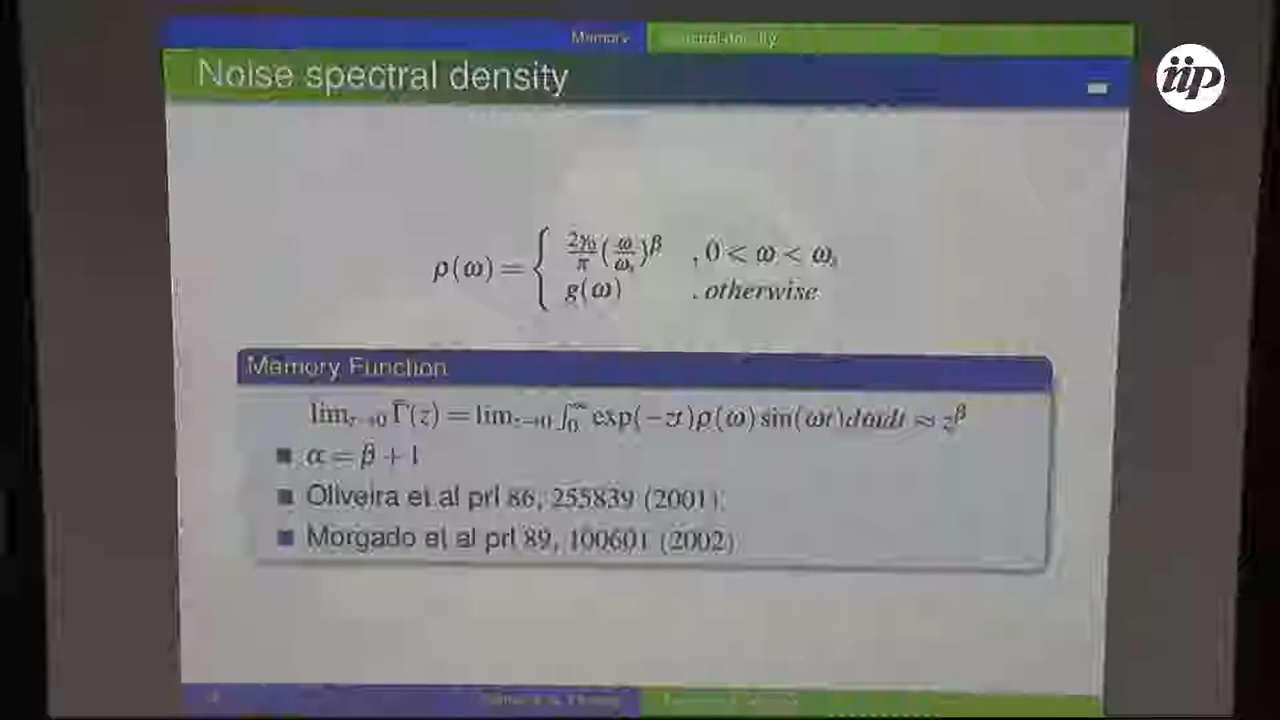 Memory
Noise spectral density
iip
ρ(ω) = { 2γ₀/π (ω/ωₛ)^β , 0 < ω < ωₛ
g(ω) , otherwise
Memory Function
lim_{z→0} Γ̃(z) = lim_{z→0} ∫₀^∞ exp(−zt)ρ(ω) sin(ωt)dωdt ≈ z^β
α = β + 1
Oliveira et al prl 86, 255839 (2001).
Morgado et al prl 89, 100601 (2002)